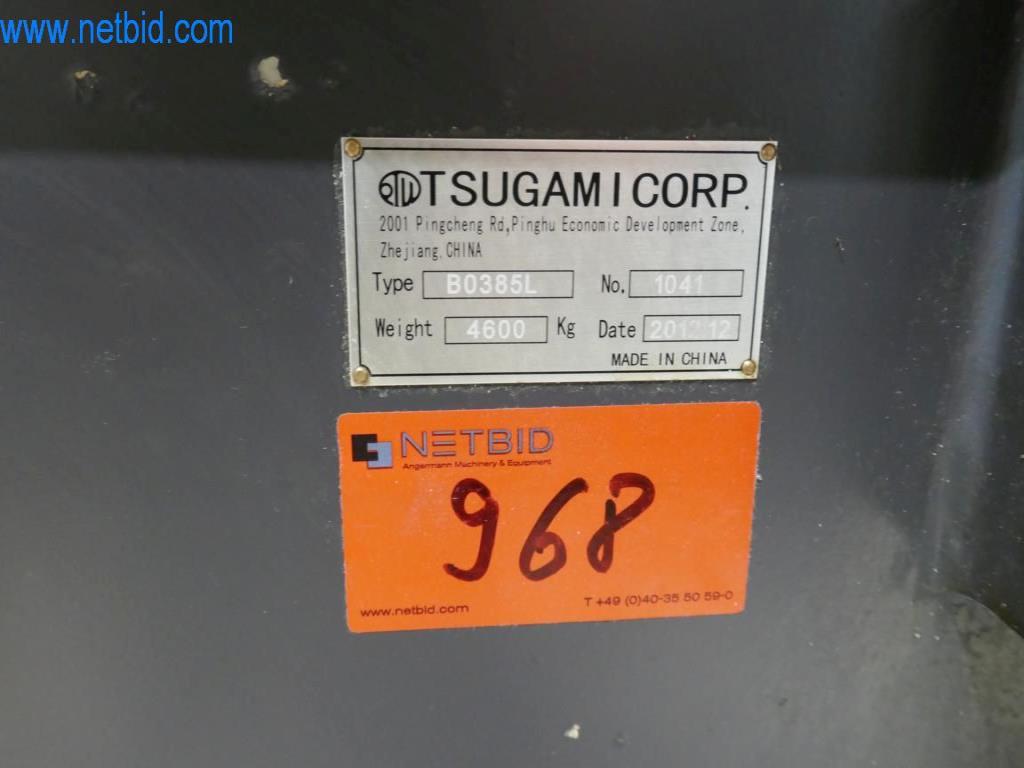 www.netbid.com
TSUGAMI CORP.
2001 Pingcheng Rd,Pinghu Economic Development Zone,
Zhejiang,CHINA
Type B0385L No. 1041
Weight 4600 Kg Date 2012.12
MADE IN CHINA
NETBID
Angermann Machinery & Equipment
968
www.netbid.com T +49 (0)40-35 50 59-0